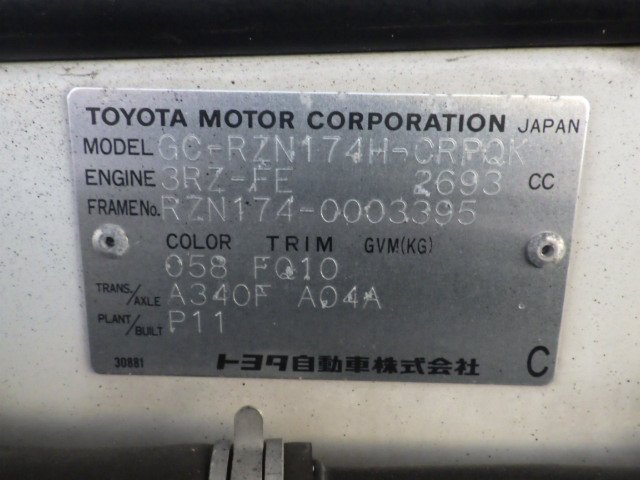 TOYOTA MOTOR CORPORATION JAPAN
MODEL GC-RZN174H-CRPQK
ENGINE 3RZ-FE 2693 CC
FRAME No. RZN174-0003395
COLOR TRIM GVM(KG)
058 FQ10
TRANS./AXLE A340F A04A
PLANT/BUILT P11
30881 トヨタ自動車株式会社 C